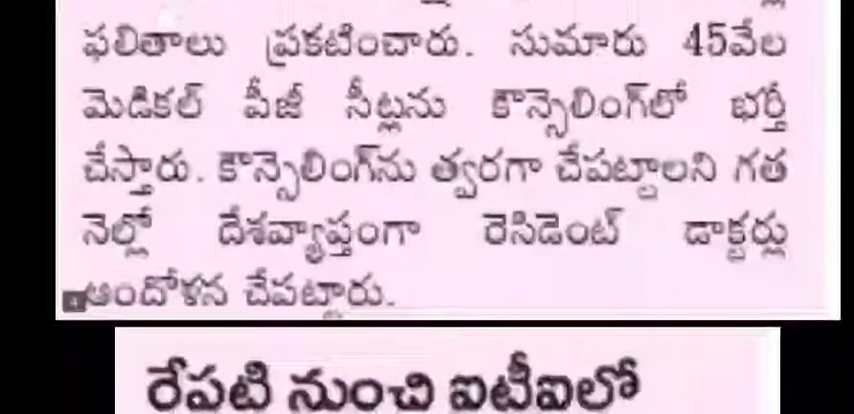 ఫలితాలు ప్రకటించారు. సుమారు 45వేల
మెడికల్ పీజీ సీట్లను కౌన్సెలింగ్‌లో భర్తీ
చేస్తారు. కౌన్సెలింగ్‌ను త్వరగా చేపట్టాలని గత
నెల్లో దేశవ్యాప్తంగా రెసిడెంట్ డాక్టర్లు
ఆందోళన చేపట్టారు.
రేపటి నుంచి ఐటీఐలో